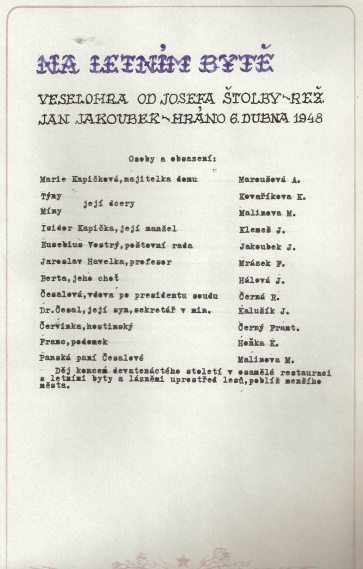 NA LETNÍM BYTĚ
VESELOHRA OD JOSEFA ŠTOLBY~REŽ.
JAN JAKOUBEK~HRÁNO 6. DUBNA 1948
Osoby a obsazení:
Marie Kapičková,majitelka domu Maroušová A.
Týny Kovaříkova K.
její dcery
Míny Malinova M.
Isidor Kapička,její manžel Klemeš J.
Eusebius Vostrý,poštovní rada Jakoubek J.
Jaroslav Havelka,profesor Mrázek F.
Berta,jeho choť Hálová J.
Česalová,vdova po presidentu soudu Černá R.
Dr.Česal,její syn,sekretář v min. Kalužík J.
Červinka,hostinský Černý Frant.
Franc,podomek Hoňka K.
Panská paní Česalové Malinova M.
Děj koncem devatenáctého století v osamělé restauraci
s letními byty a lázněmi uprostřed lesů,poblíž menšího
města.